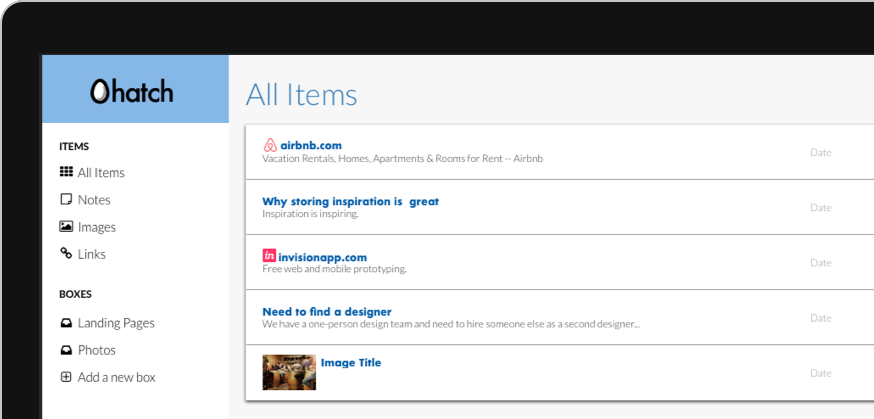 hatch
ITEMS
All Items
Notes
Images
Links
BOXES
Landing Pages
Photos
Add a new box
All Items
airbnb.com
Vacation Rentals, Homes, Apartments & Rooms for Rent -- Airbnb
Date
Why storing inspiration is  great
Inspiration is inspiring.
Date
in invisionapp.com
Free web and mobile prototyping.
Date
Need to find a designer
We have a one-person design team and need to hire someone else as a second designer...
Date
Image Title
Date